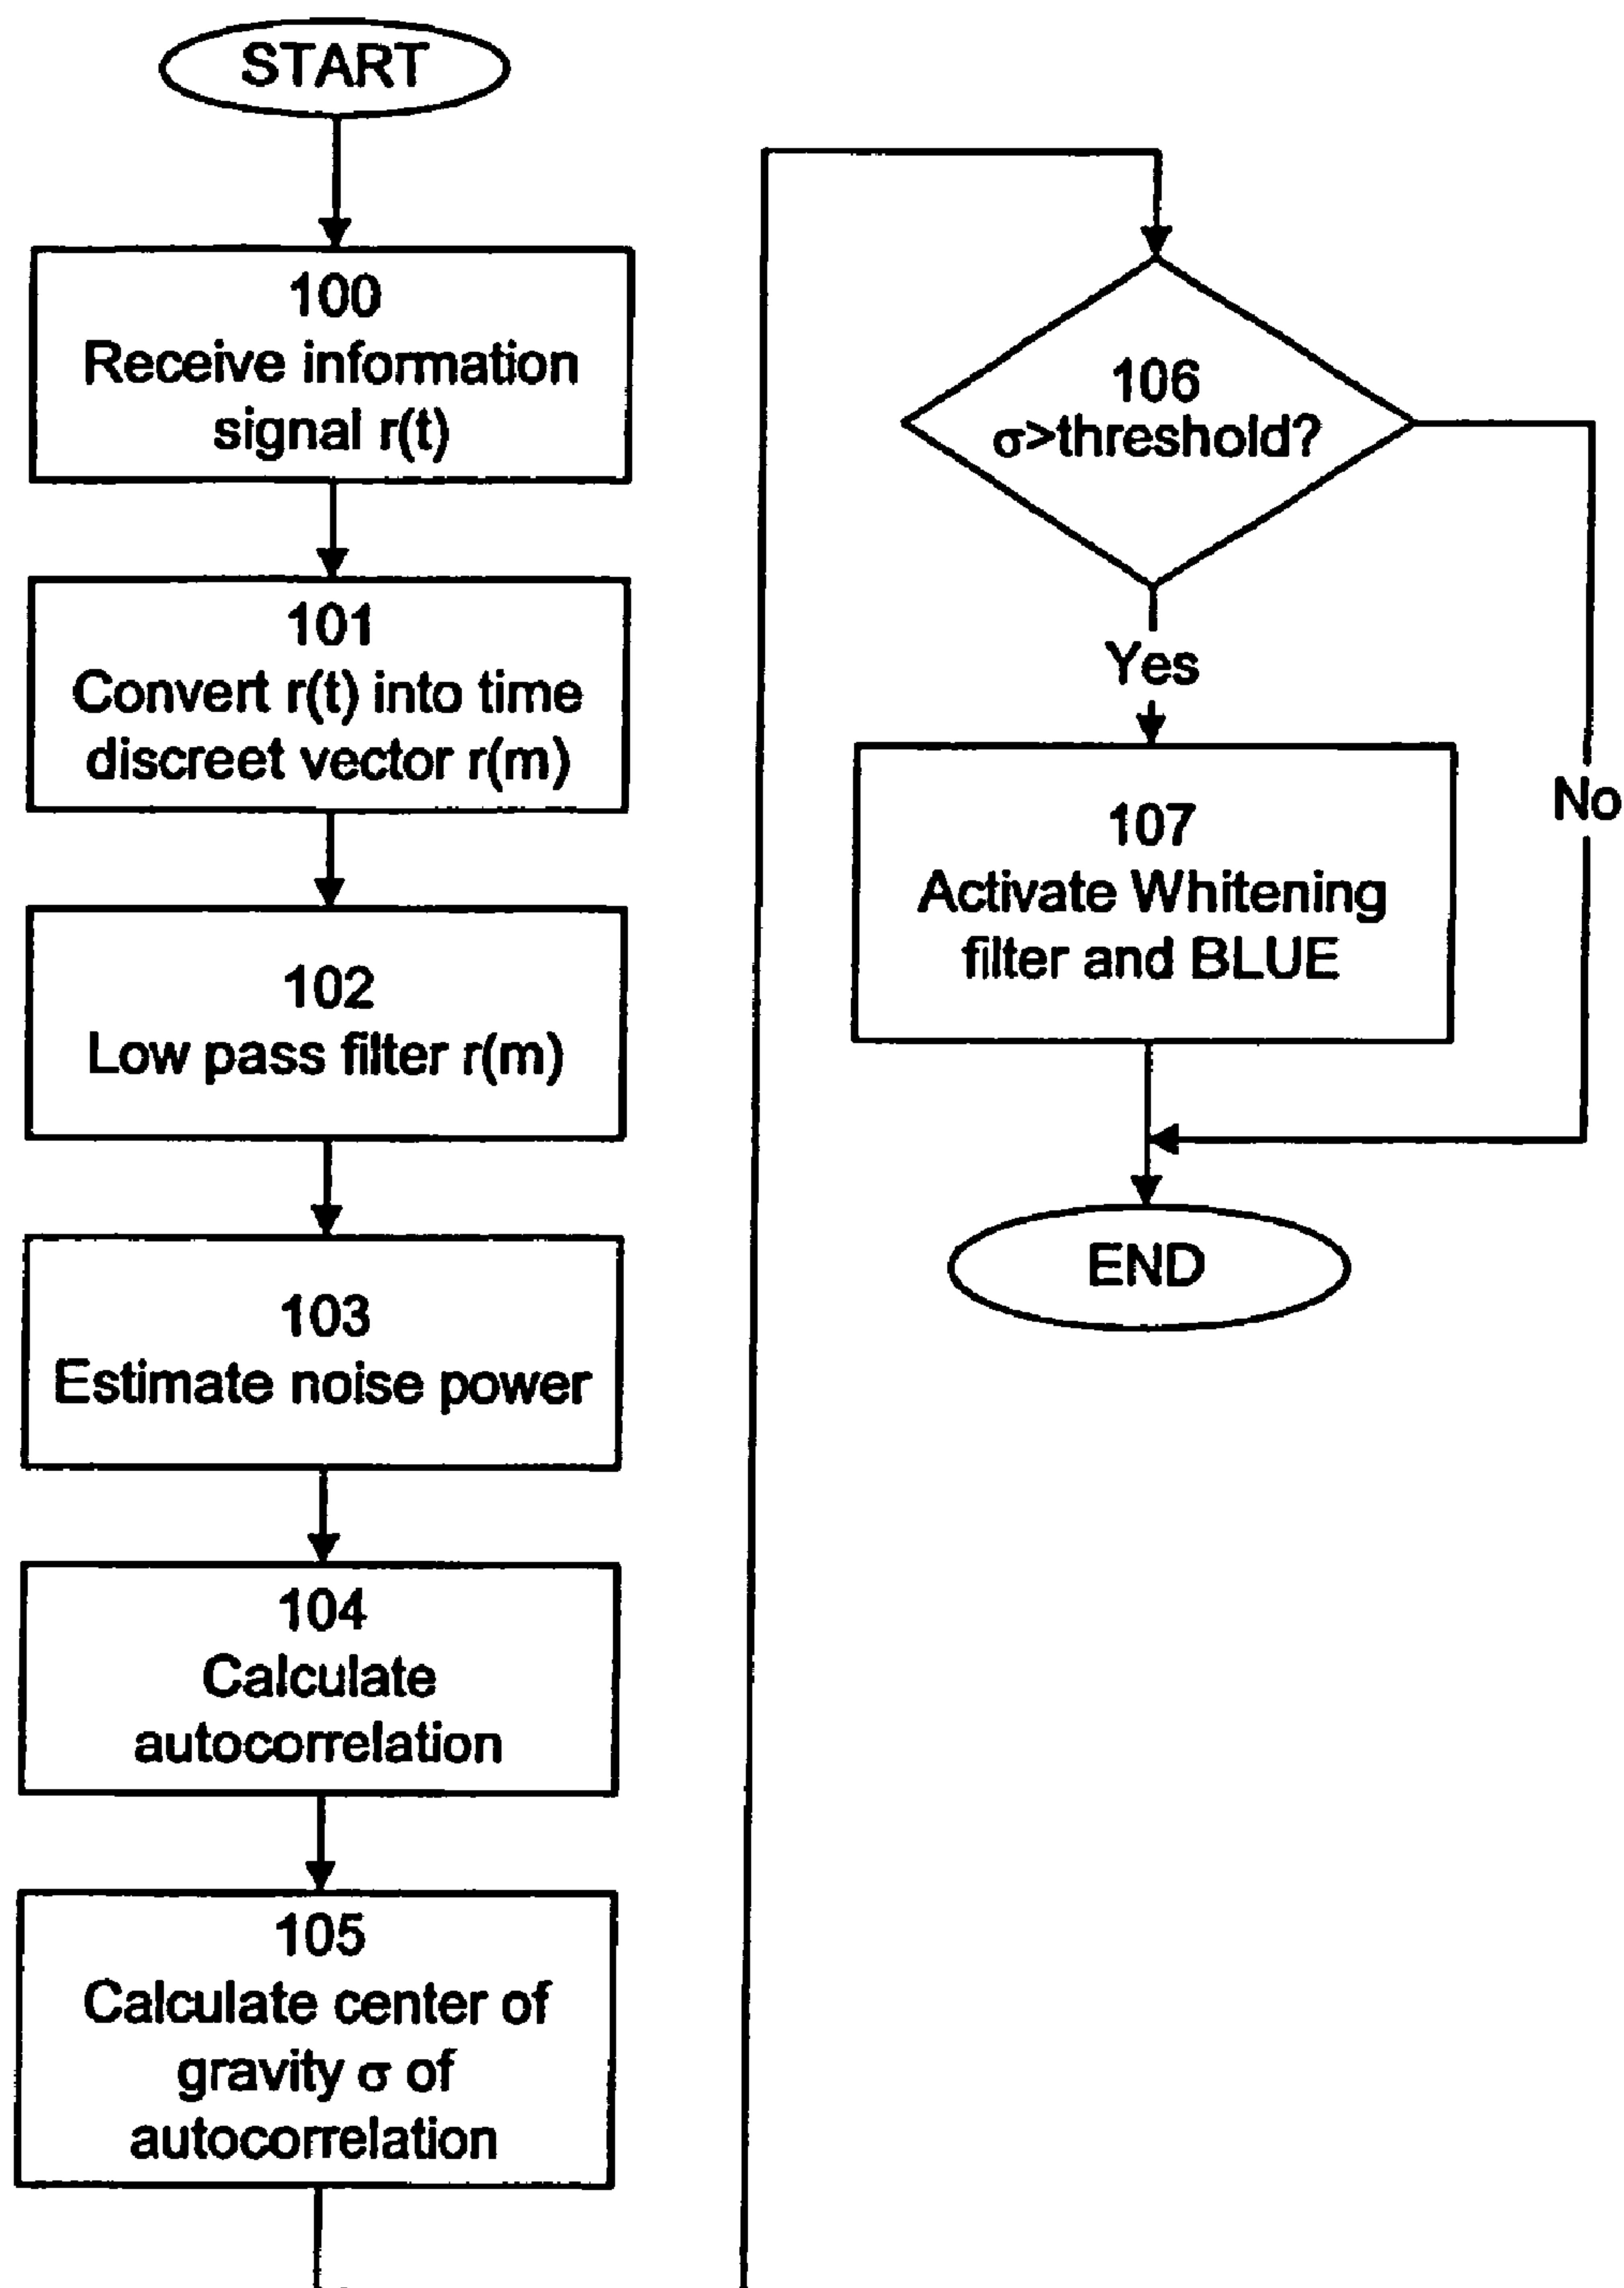 START
100
Receive information
signal r(t)
101
Convert r(t) into time
discreet vector r(m)
102
Low pass filter r(m)
103
Estimate noise power
104
Calculate
autocorrelation
105
Calculate center of
gravity σ of
autocorrelation
106
σ>threshold?
Yes
No
107
Activate Whitening
filter and BLUE
END